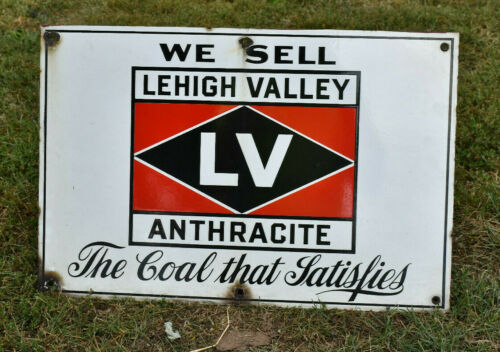 WE SELL
LEHIGH VALLEY
LV
ANTHRACITE
The Coal that Satisfies